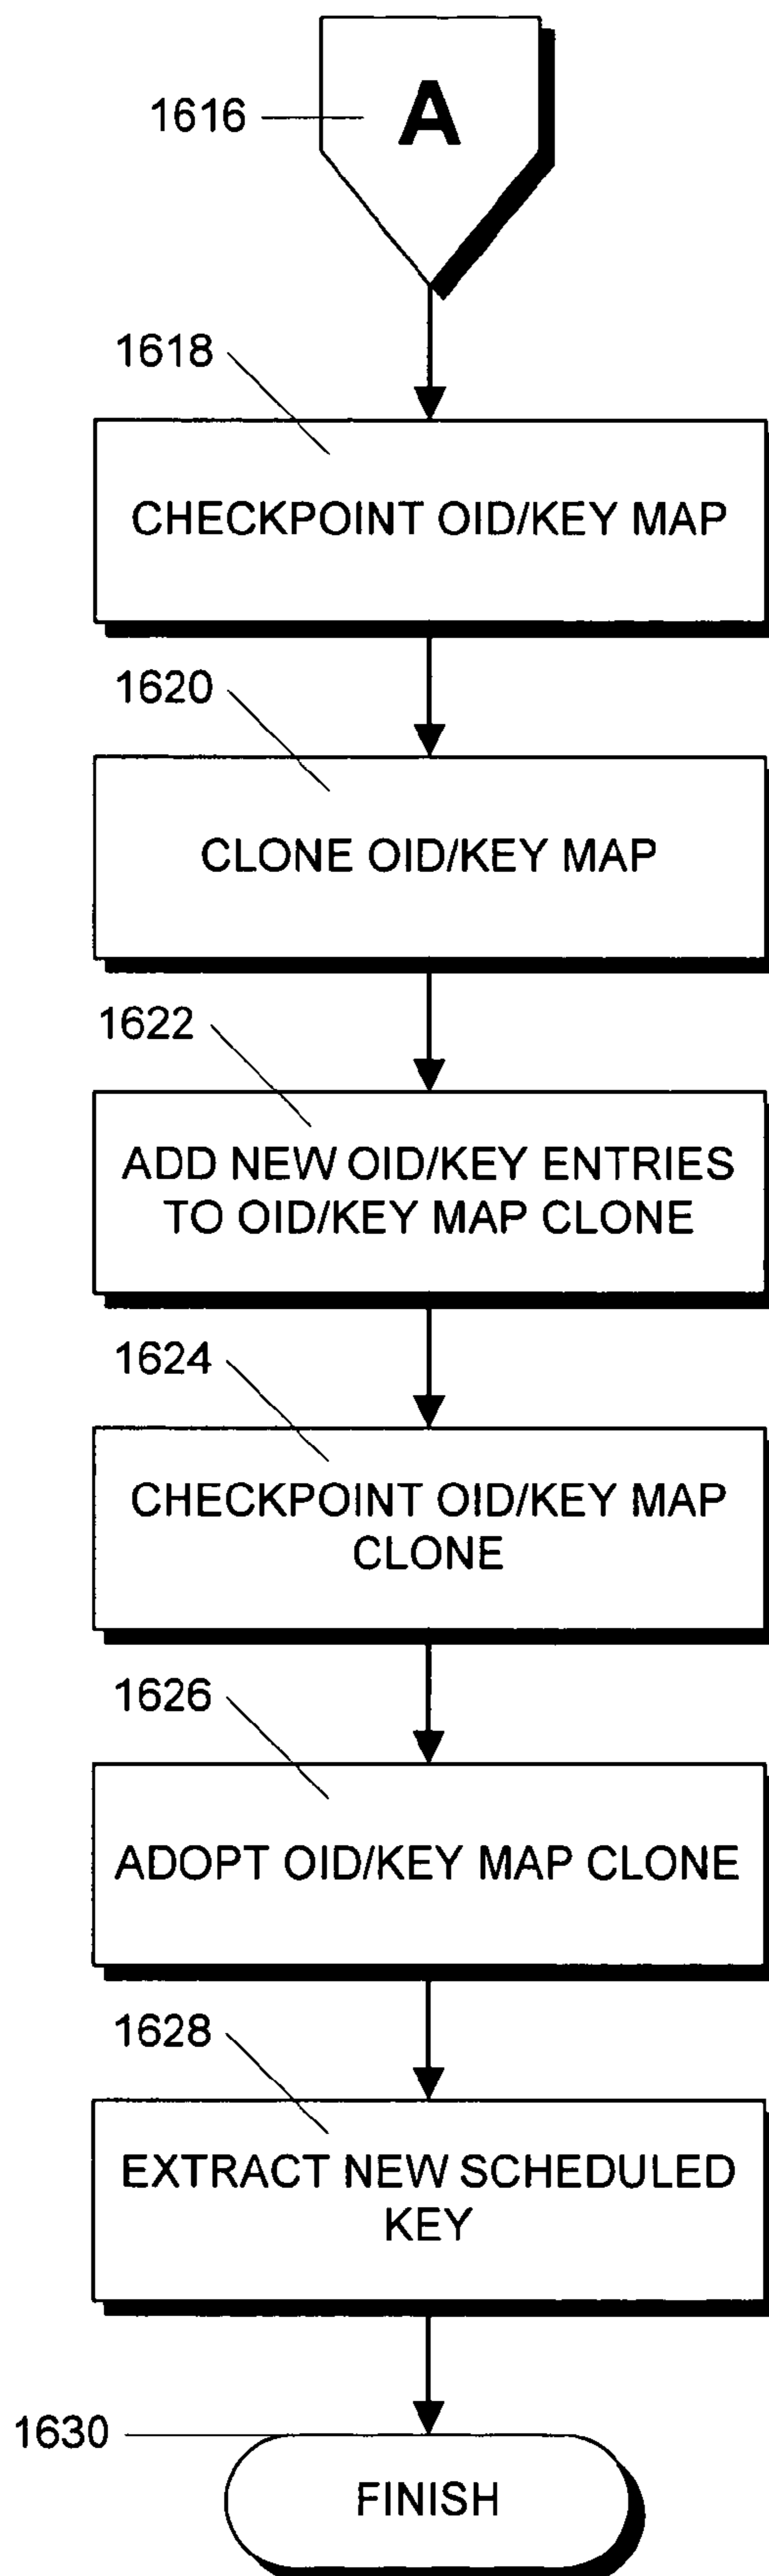 1616
A
1618
CHECKPOINT OID/KEY MAP
1620
CLONE OID/KEY MAP
1622
ADD NEW OID/KEY ENTRIES
TO OID/KEY MAP CLONE
1624
CHECKPOINT OID/KEY MAP
CLONE
1626
ADOPT OID/KEY MAP CLONE
1628
EXTRACT NEW SCHEDULED
KEY
1630
FINISH